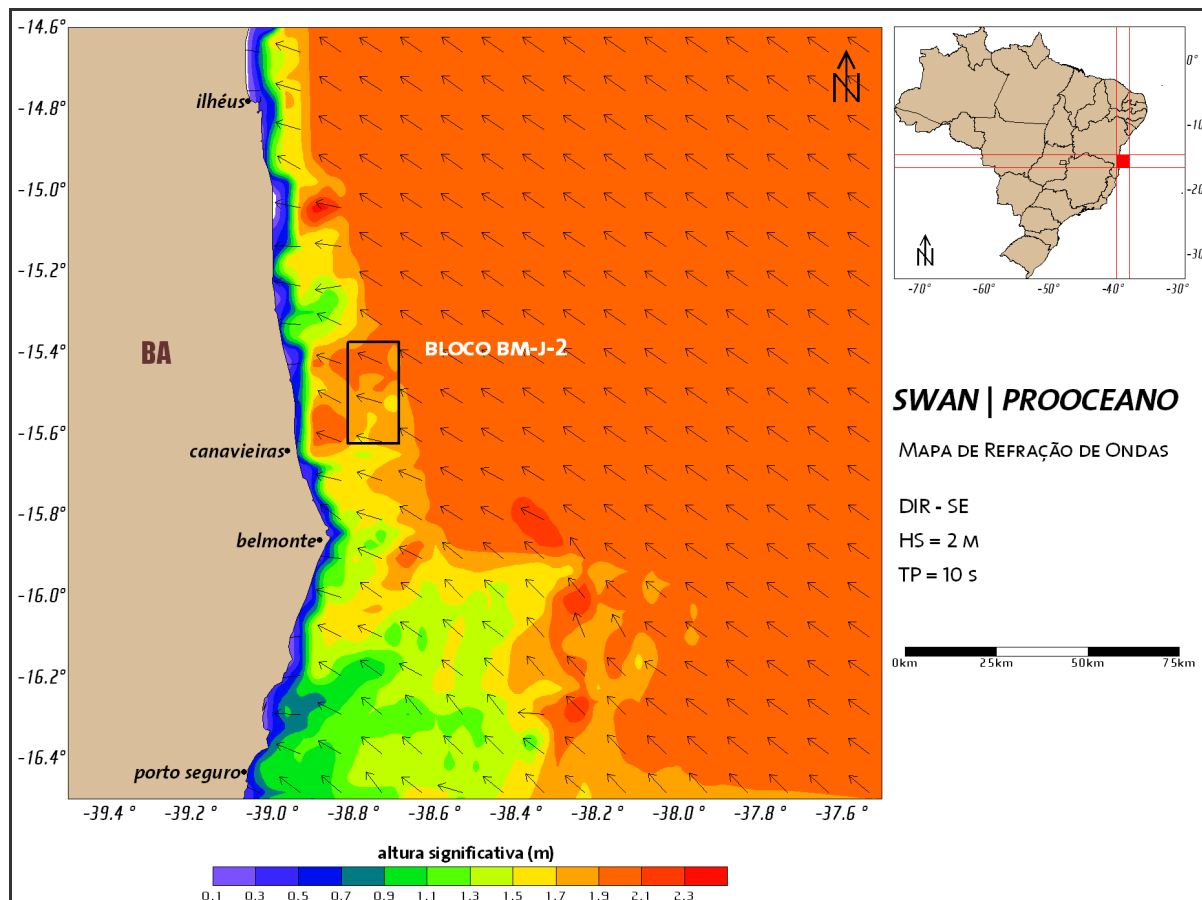 -14.6°
-14.8°
-15.0°
-15.2°
-15.4°
-15.6°
-15.8°
-16.0°
-16.2°
-16.4°
ilhéus
canavieiras
belmonte
porto seguro
BA
BLOCO BM-J-2
N
-39.4 ° -39.2 ° -39.0 ° -38.8 ° -38.6 ° -38.4 ° -38.2 ° -38.0 ° -37.8 ° -37.6 °
altura significativa (m)
0.1 0.3 0.5 0.7 0.9 1.1 1.3 1.5 1.7 1.9 2.1 2.3
0°
-10°
-20°
-30°
N
-70° -60° -50° -40° -30°
SWAN | PROOCEANO
MAPA DE REFRAÇÃO DE ONDAS
DIR - SE
HS = 2 M
TP = 10 S
0km 25km 50km 75km